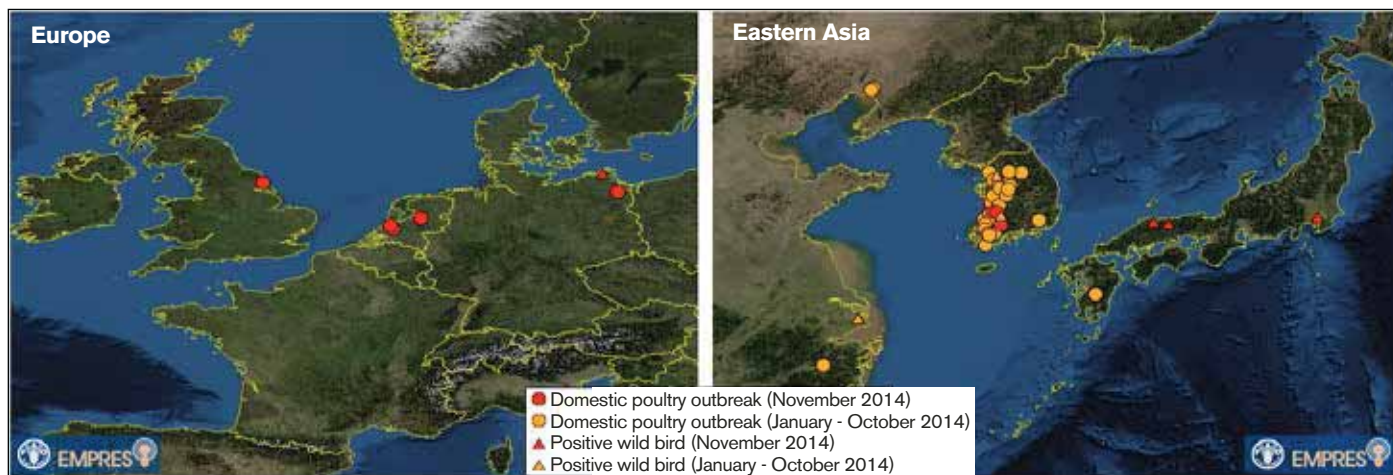 Europe
Eastern Asia
Domestic poultry outbreak (November 2014)
Domestic poultry outbreak (January - October 2014)
Positive wild bird (November 2014)
Positive wild bird (January - October 2014)
EMPRES
EMPRES